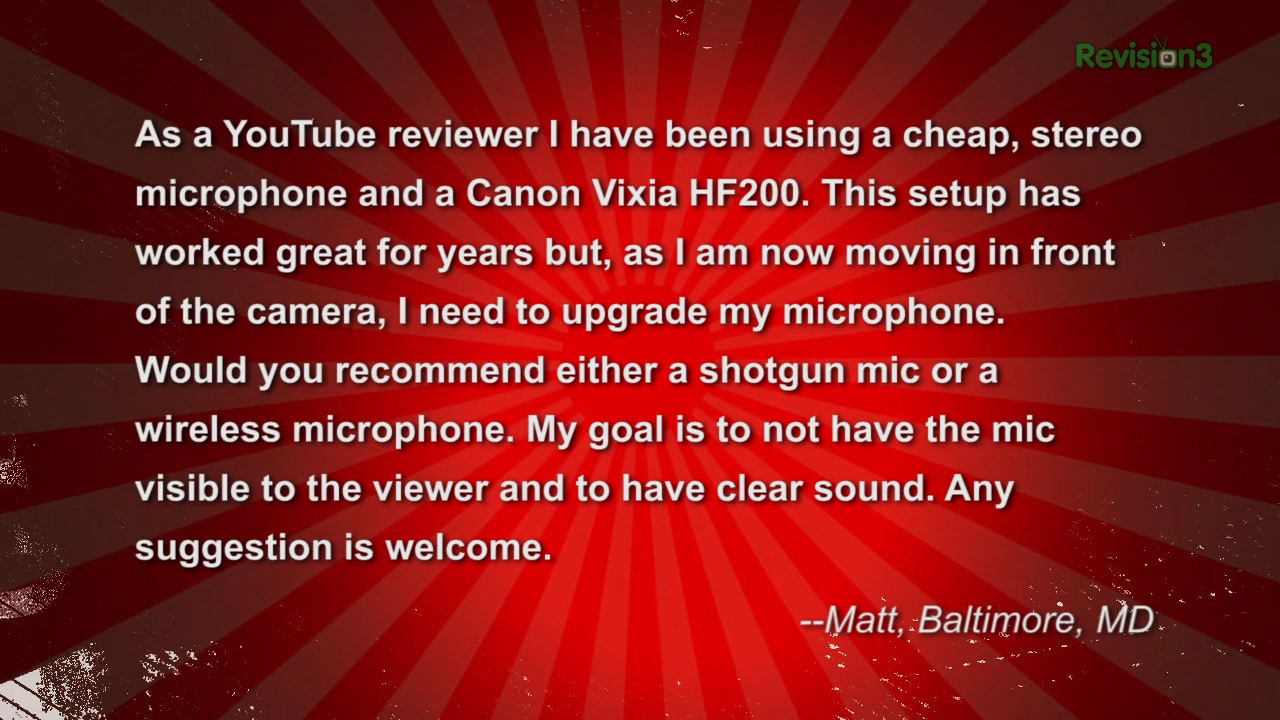 Revision3
As a YouTube reviewer I have been using a cheap, stereo
microphone and a Canon Vixia HF200. This setup has
worked great for years but, as I am now moving in front
of the camera, I need to upgrade my microphone.
Would you recommend either a shotgun mic or a
wireless microphone. My goal is to not have the mic
visible to the viewer and to have clear sound. Any
suggestion is welcome.
--Matt, Baltimore, MD